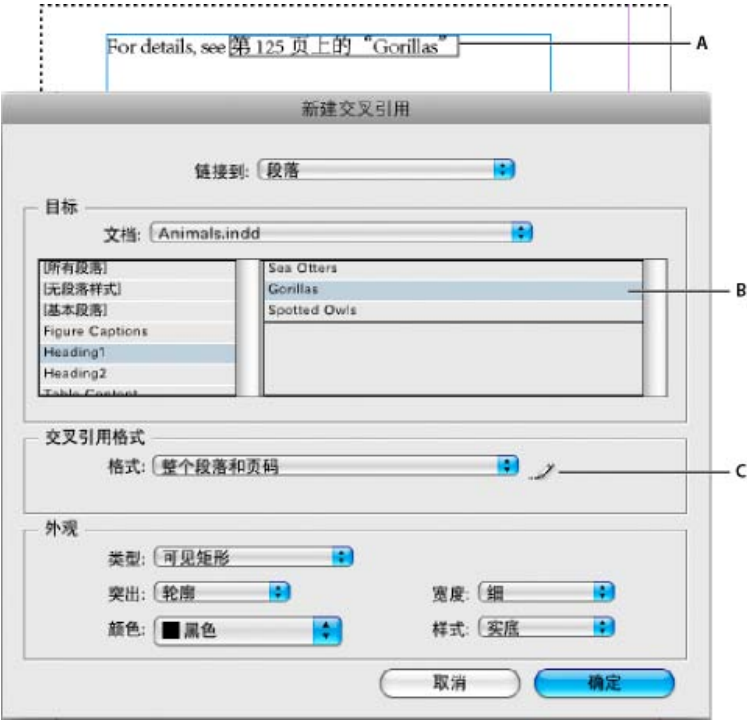 For details, see 第 125 页上的“Gorillas”
A
新建交叉引用
链接到: 段落
目标
文档: Animals.indd
[所有段落]
[无段落样式]
[基本段落]
Figure Captions
Heading1
Heading2
Table Content
Sea Otters
Gorillas
Spotted Owls
B
交叉引用格式
格式: 整个段落和页码
C
外观
类型: 可见矩形
突出: 轮廓
宽度: 细
颜色: 黑色
样式: 实底
取消
确定